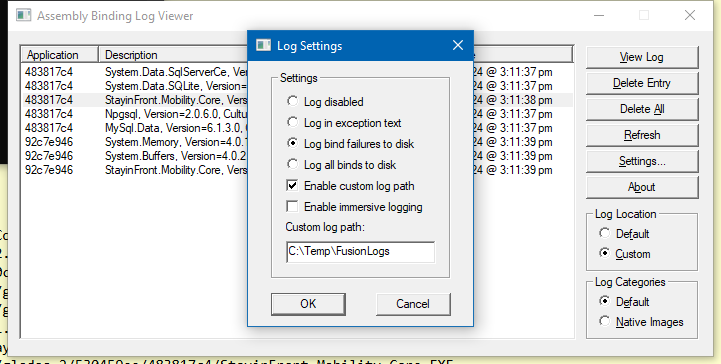 Assembly Binding Log Viewer
Log Settings
Application Description
483817c4 System.Data.SqlServerCe, Ver 24 @ 3:11:37 pm
483817c4 System.Data.SQLite, Version= 24 @ 3:11:37 pm
483817c4 StayinFront.Mobility.Core, Vers 24 @ 3:11:38 pm
483817c4 Npgsql, Version=2.0.6.0, Cultu 24 @ 3:11:37 pm
483817c4 MySql.Data, Version=6.1.3.0, C 24 @ 3:11:37 pm
92c7e946 System.Memory, Version=4.0. 24 @ 3:11:39 pm
92c7e946 System.Buffers, Version=4.0.2 24 @ 3:11:39 pm
92c7e946 StayinFront.Mobility.Core, Vers 24 @ 3:11:39 pm
Settings
Log disabled
Log in exception text
Log bind failures to disk
Log all binds to disk
Enable custom log path
Enable immersive logging
Custom log path:
C:\Temp\FusionLogs
OK
Cancel
View Log
Delete Entry
Delete All
Refresh
Settings...
About
Log Location
Default
Custom
Log Categories
Default
Native Images